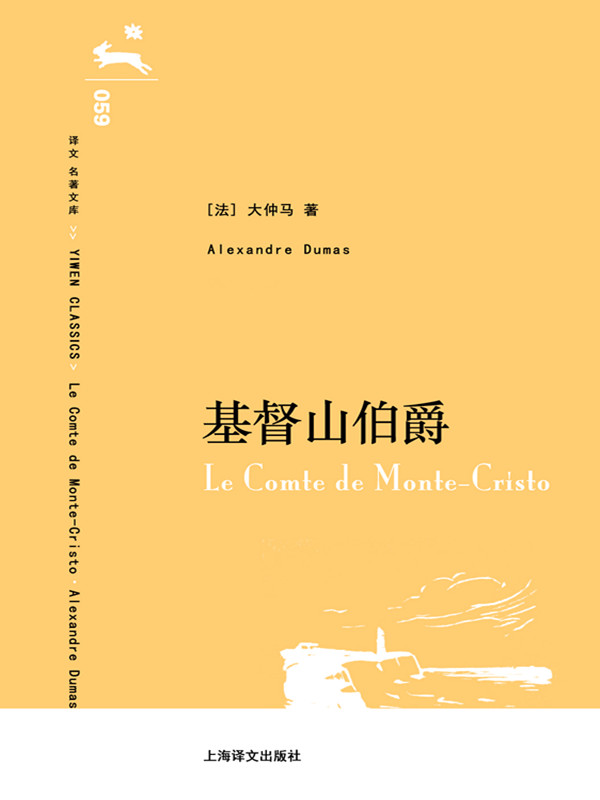 059
译文 名著文库 >> YIWEN CLASSICS> Le Comte de Monte-Cristo · Alexandre Dumas
[法] 大仲马 著
Alexandre Dumas
基督山伯爵
Le Comte de Monte-Cristo
上海译文出版社